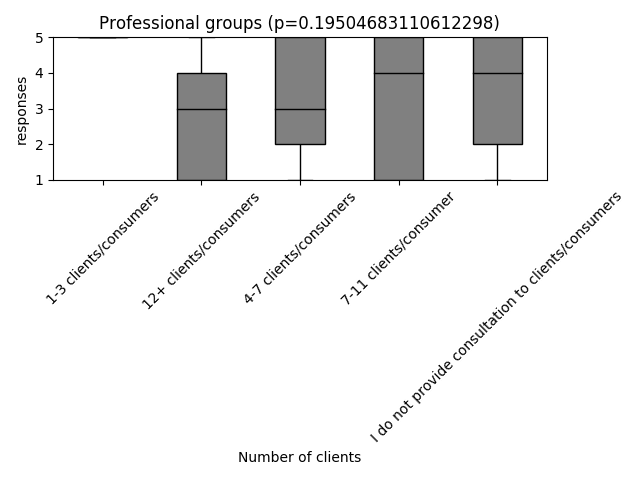 Professional groups (p=0.19504683110612298)
5
4
3
2
1
responses
1-3 clients/consumers
12+ clients/consumers
4-7 clients/consumers
7-11 clients/consumer
I do not provide consultation to clients/consumers
Number of clients